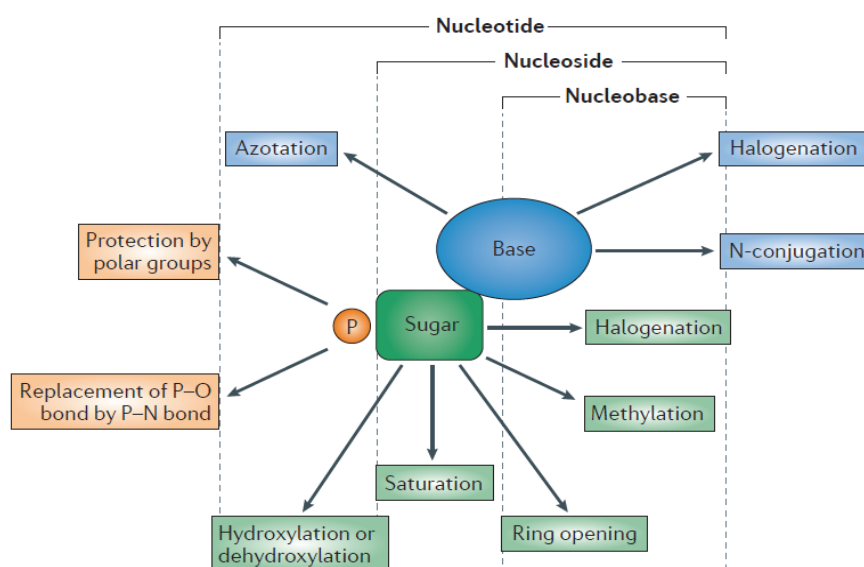 Nucleotide
Nucleoside
Nucleobase
Azotation
Halogenation
Base
Protection by
polar groups
N-conjugation
P
Sugar
Halogenation
Replacement of P–O
bond by P–N bond
Methylation
Saturation
Hydroxylation or
dehydroxylation
Ring opening